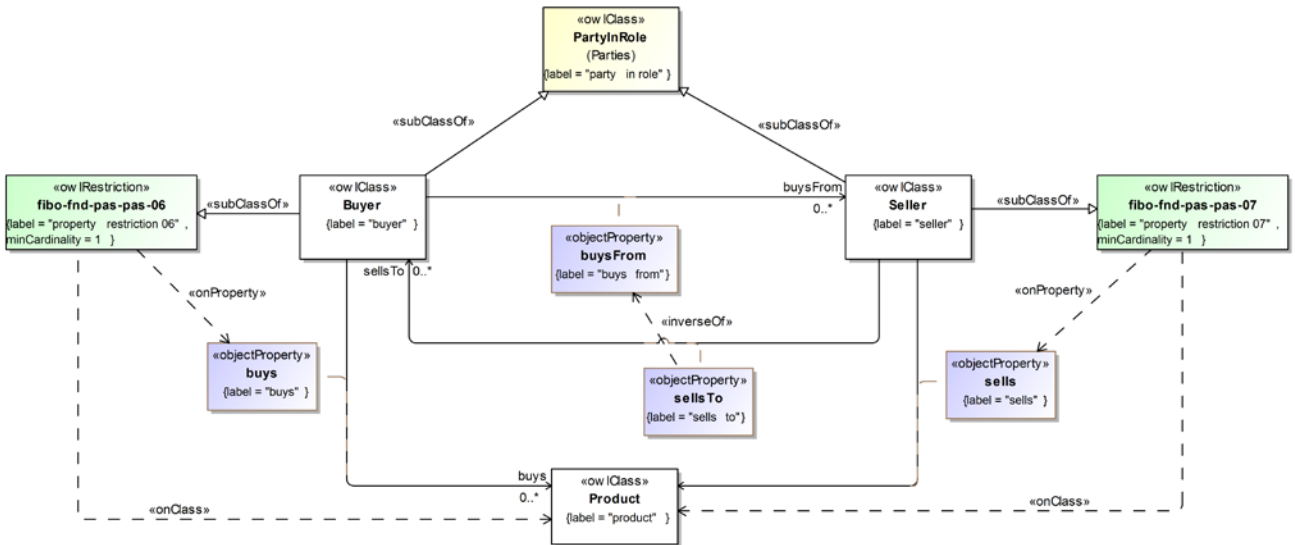 «owlClass»
PartyInRole
(Parties)
{label = "party in role" }
«subClassOf»
«subClassOf»
«owlRestriction»
fibo-fnd-pas-pas-06
{label = "property restriction 06" ,
minCardinality = 1 }
«subClassOf»
«owlClass»
Buyer
{label = "buyer" }
buysFrom
0..*
«owlClass»
Seller
{label = "seller" }
«subClassOf»
«owlRestriction»
fibo-fnd-pas-pas-07
{label = "property restriction 07" ,
minCardinality = 1 }
sellsTo 0..*
«objectProperty»
buysFrom
{label = "buys from"}
«onProperty»
«onProperty»
«inverseOf»
«objectProperty»
buys
{label = "buys" }
«objectProperty»
sellsTo
{label = "sells to"}
«objectProperty»
sells
{label = "sells" }
buys
0..*
«owlClass»
Product
{label = "product" }
«onClass»
«onClass»